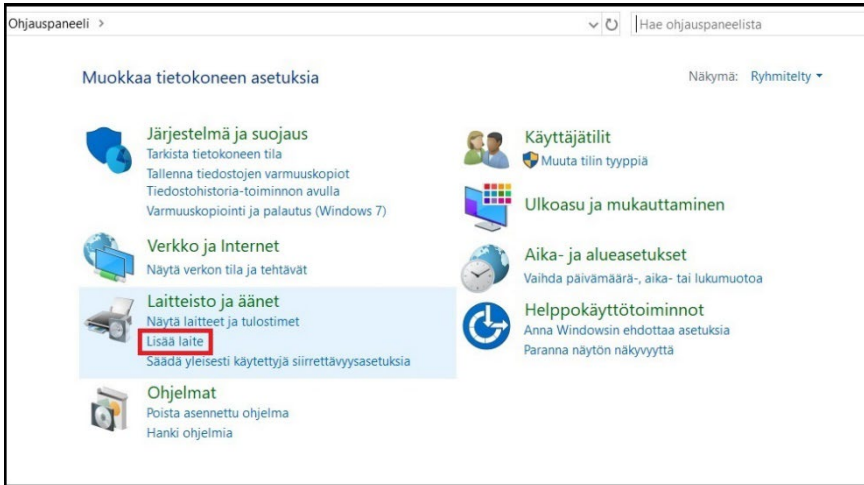 Ohjauspaneeli >
Hae ohjauspaneelista
Muokkaa tietokoneen asetuksia
Näkymä: Ryhmitelty
Järjestelmä ja suojaus
Tarkista tietokoneen tila
Tallenna tiedostojen varmuuskopiot
Tiedostohistoria-toiminnon avulla
Varmuuskopiointi ja palautus (Windows 7)
Verkko ja Internet
Näytä verkon tila ja tehtävät
Laitteisto ja äänet
Näytä laitteet ja tulostimet
Lisää laite
Säädä yleisesti käytettyjä siirrettävyysasetuksia
Ohjelmat
Poista asennettu ohjelma
Hanki ohjelmia
Käyttäjätilit
Muuta tilin tyyppiä
Ulkoasu ja mukauttaminen
Aika- ja alueasetukset
Vaihda päivämäärä-, aika- tai lukumuotoa
Helppokäyttötoiminnot
Anna Windowsin ehdottaa asetuksia
Paranna näytön näkyvyyttä